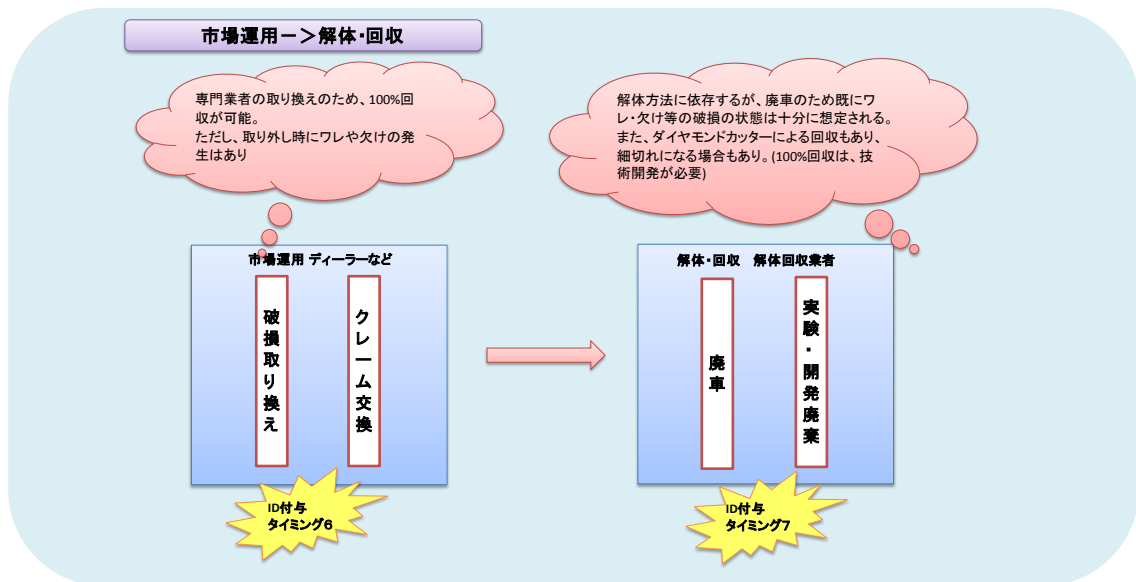 市場運用ー>解体・回収
専門業者の取り換えのため、100%回
収が可能。
ただし、取り外し時にワレや欠けの発
生はあり
解体方法に依存するが、廃車のため既にワ
レ・欠け等の破損の状態は十分に想定される。
また、ダイヤモンドカッターによる回収もあり、
細切れになる場合もあり。(100%回収は、技
術開発が必要)
市場運用 ディーラーなど
破損取り換え
クレーム交換
ID付与
タイミング6
解体・回収 解体回収業者
廃車
実験・開発廃棄
ID付与
タイミング7